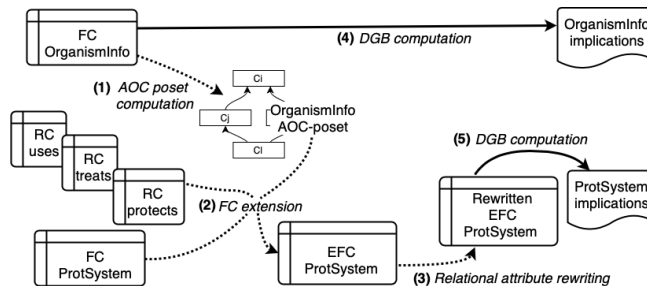 FC
OrganismInfo
(4) DGB computation
OrganismInfo
implications
(1) AOC poset
computation
Ci
Cj
OrganismInfo
AOC-poset
Cl
RC
uses
RC
treats
RC
protects
(2) FC extension
FC
ProtSystem
EFC
ProtSystem
(3) Relational attribute rewriting
Rewritten
EFC
ProtSystem
(5) DGB computation
ProtSystem
implications